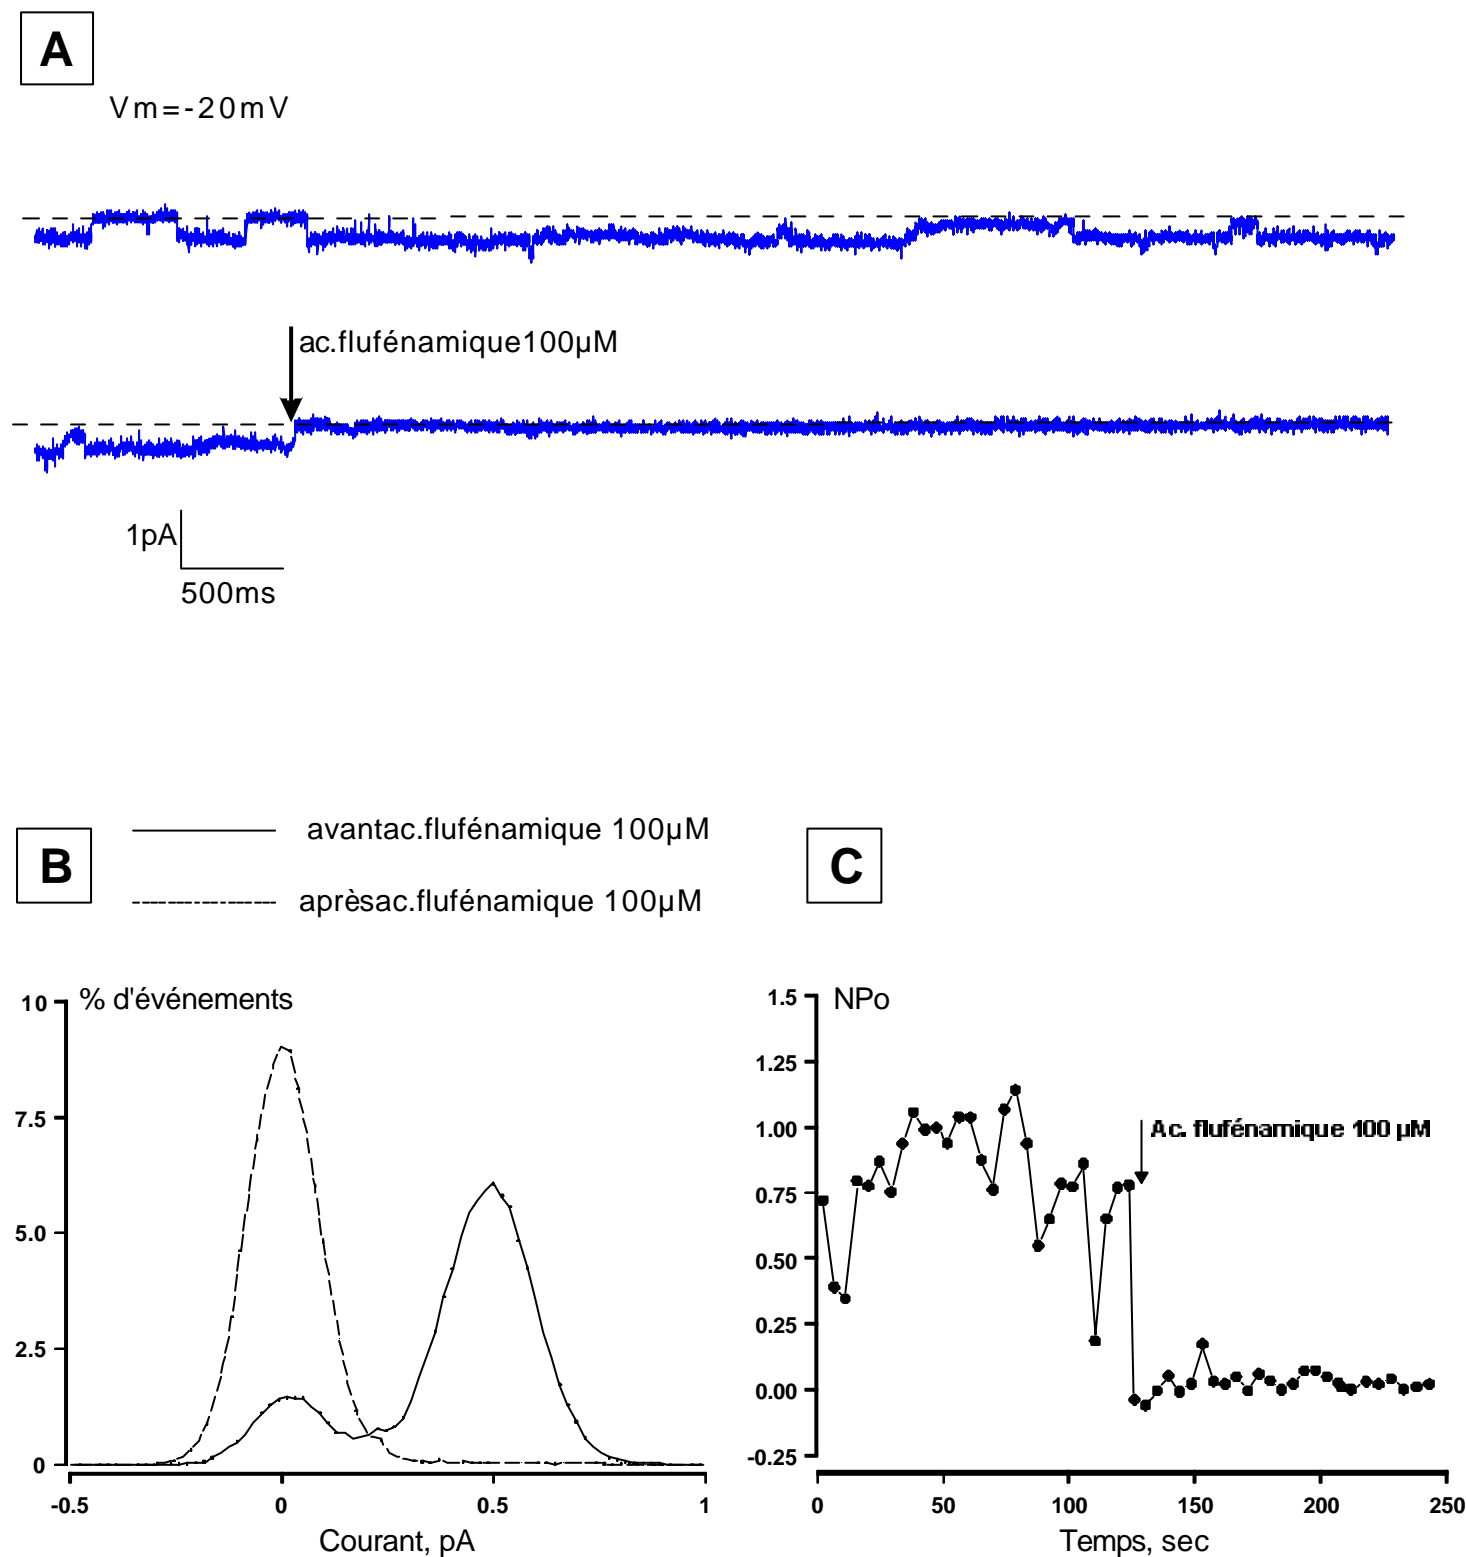 A
Vm=-20mV
ac.flufénamique100µM
1pA
500ms
B
avantac.flufénamique 100µM
aprèsac.flufénamique 100µM
C
% d'événements
10
7.5
5.0
2.5
0
-0.5
0
0.5
1
Courant, pA
NPo
1.5
1.25
1.00
0.75
0.50
0.25
0.00
-0.25
Ac. flufénamique 100 µM
0
50
100
150
200
250
Temps, sec